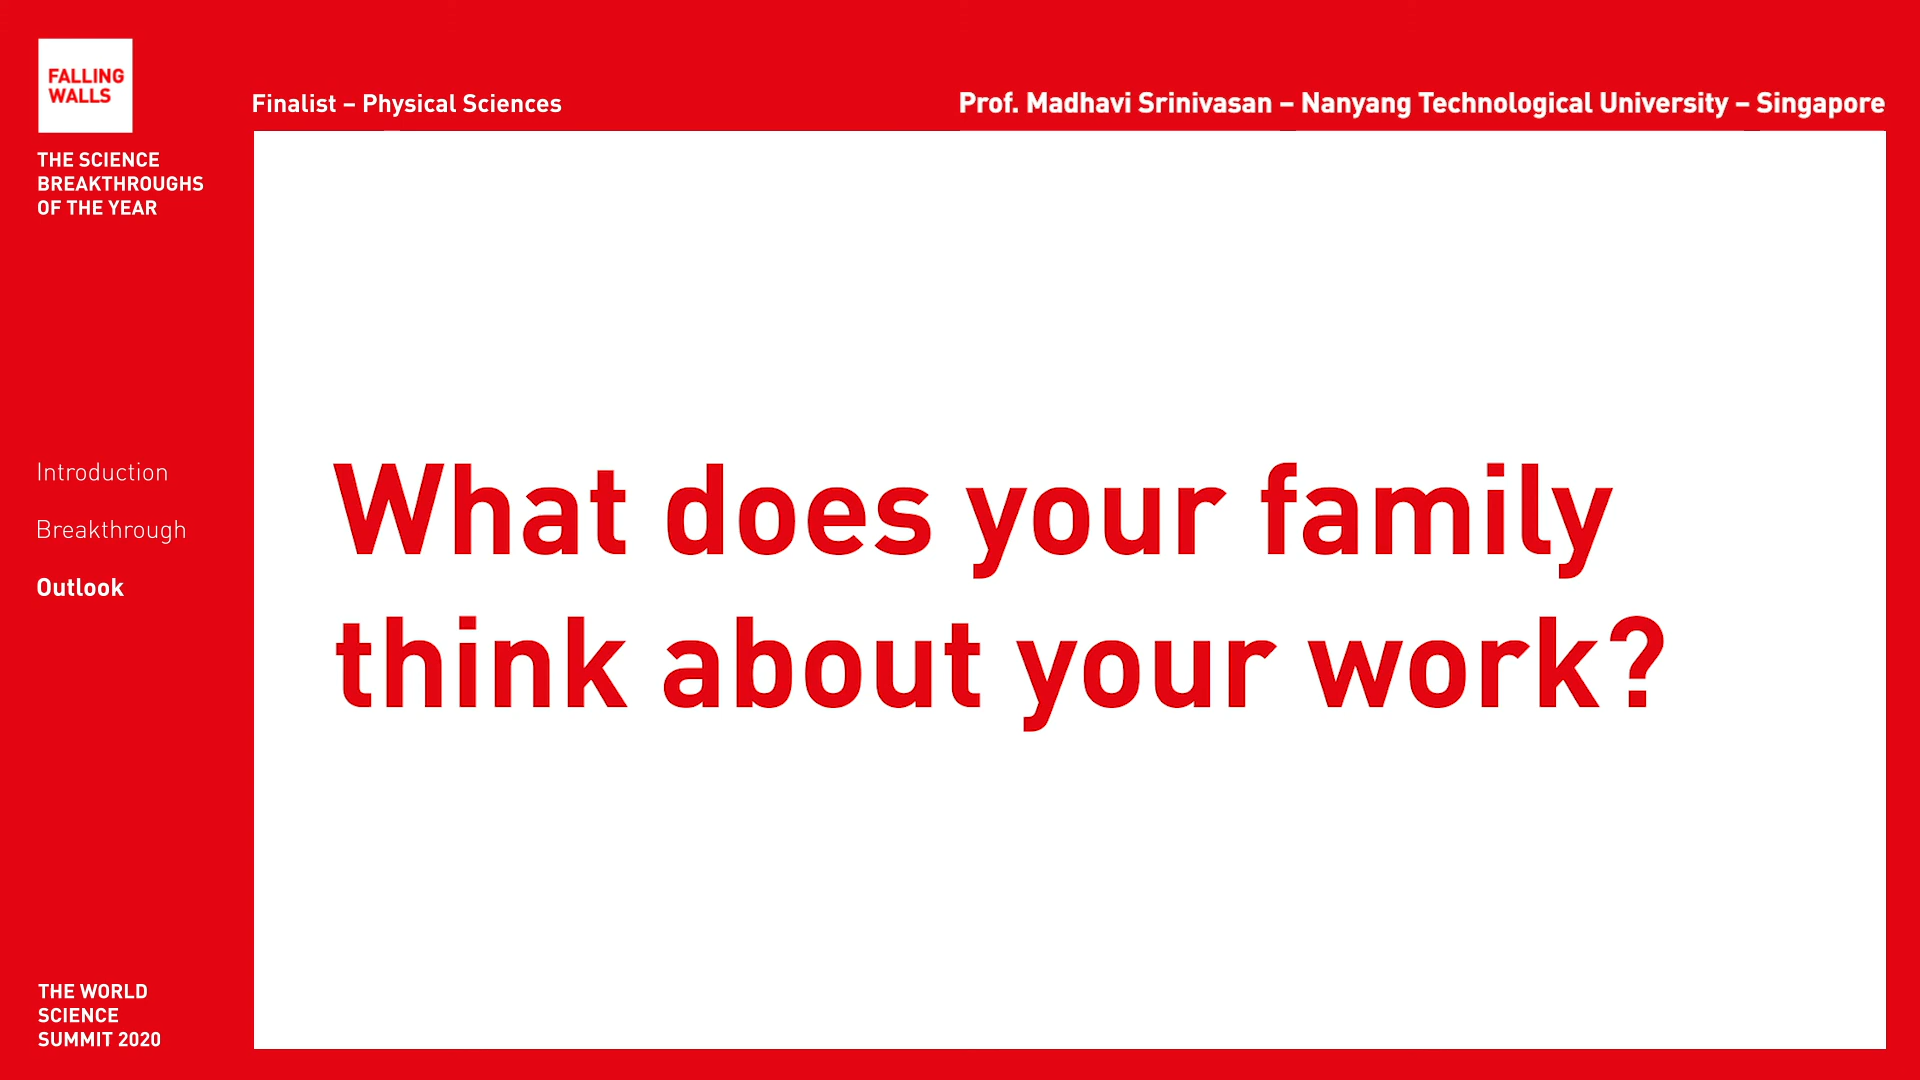 FALLING
WALLS
THE SCIENCE
BREAKTHROUGHS
OF THE YEAR
Finalist – Physical Sciences
Prof. Madhavi Srinivasan – Nanyang Technological University – Singapore
Introduction
Breakthrough
Outlook
What does your family
think about your work?
THE WORLD
SCIENCE
SUMMIT 2020